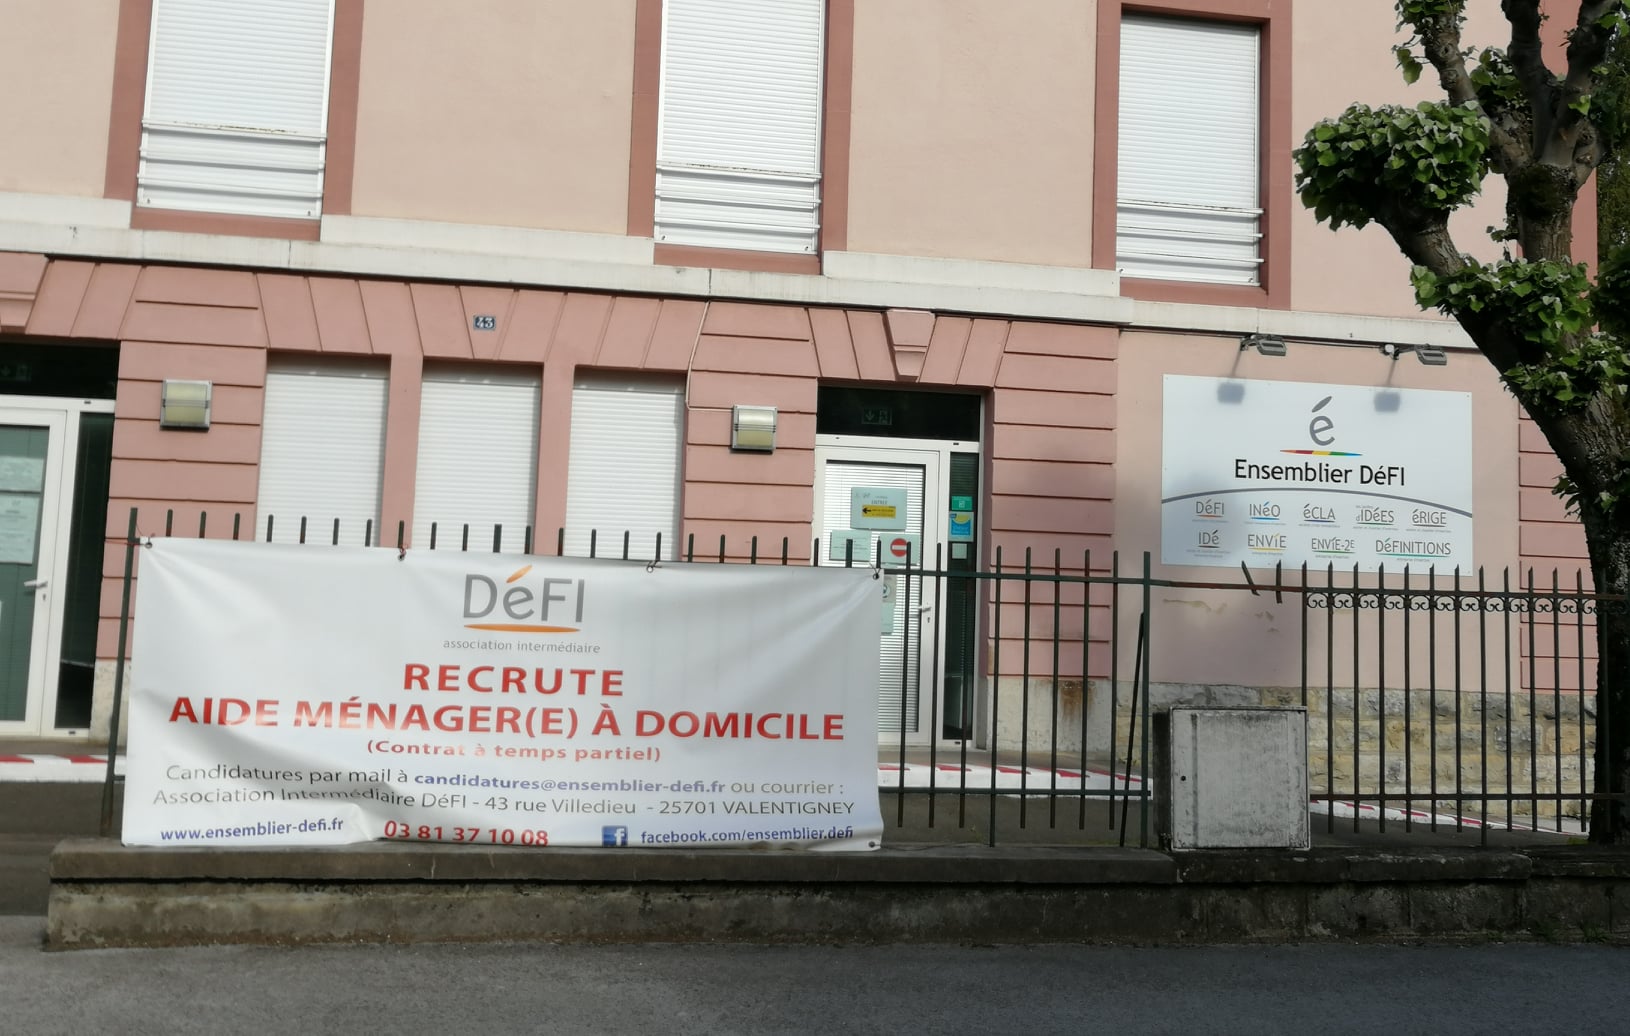 43
é
Ensemblier DéFI
DéFI INéO éCLA d'IDéES éRIGE
IDé ENVIE ENVIE-2E DéFINITIONS
DéFI
association intermédiaire
RECRUTE
AIDE MÉNAGER(E) À DOMICILE
(Contrat à temps partiel)
Candidatures par mail à candidatures@ensemblier-defi.fr ou courrier :
Association Intermédiaire DéFI - 43 rue Villedieu - 25701 VALENTIGNEY
www.ensemblier-defi.fr 03 81 37 10 08 f facebook.com/ensemblier.defi